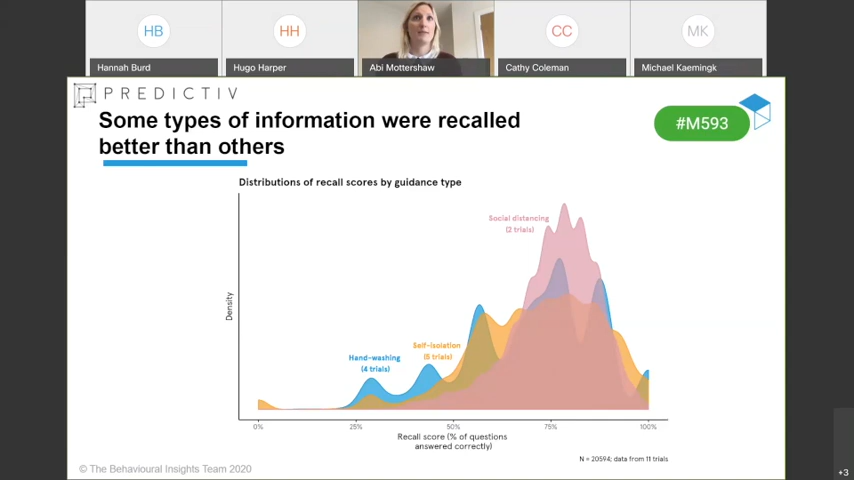 HB
HH
CC
MK
Hannah Burd
Hugo Harper
Abi Mottershaw
Cathy Coleman
Michael Kaemingk
PREDICTIV
Some types of information were recalled
better than others
#M593
Distributions of recall scores by guidance type
Social distancing
(2 trials)
Density
Self-isolation
(5 trials)
Hand-washing
(4 trials)
0%
25%
50%
75%
100%
Recall score (% of questions
answered correctly)
N = 20594; data from 11 trials
© The Behavioural Insights Team 2020
+3